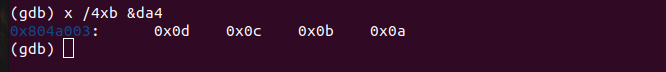 (gdb) x /4xb &da4
0x804a003:	0x0d	0x0c	0x0b	0x0a
(gdb)